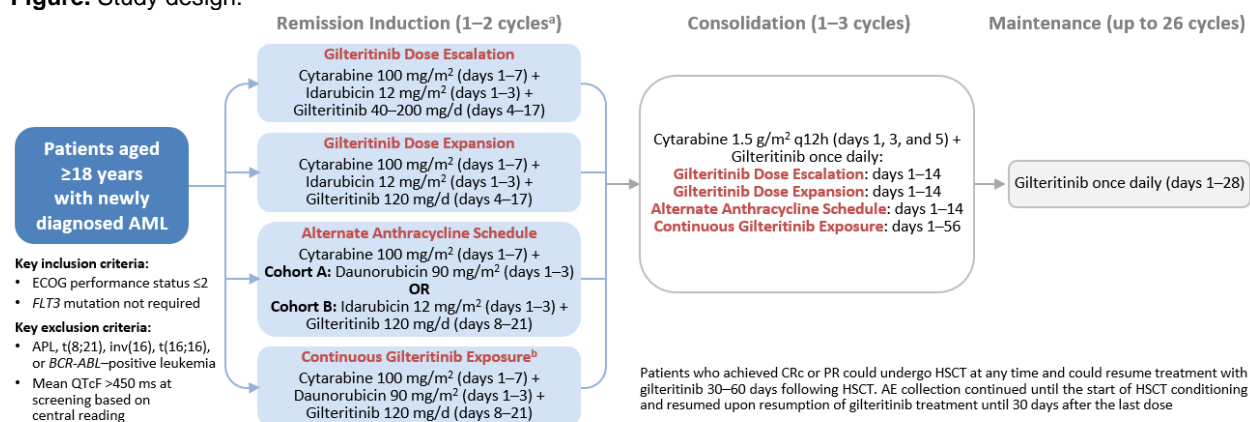 Figure. Study design.
Remission Induction (1–2 cyclesᵃ)
Consolidation (1–3 cycles)
Maintenance (up to 26 cycles)
Patients aged
≥18 years
with newly
diagnosed AML
Key inclusion criteria:
• ECOG performance status ≤2
• FLT3 mutation not required
Key exclusion criteria:
• APL, t(8;21), inv(16), t(16;16),
or BCR-ABL–positive leukemia
• Mean QTcF >450 ms at
screening based on
central reading
Gilteritinib Dose Escalation
Cytarabine 100 mg/m² (days 1–7) +
Idarubicin 12 mg/m² (days 1–3) +
Gilteritinib 40–200 mg/d (days 4–17)
Gilteritinib Dose Expansion
Cytarabine 100 mg/m² (days 1–7) +
Idarubicin 12 mg/m² (days 1–3) +
Gilteritinib 120 mg/d (days 4–17)
Alternate Anthracycline Schedule
Cytarabine 100 mg/m² (days 1–7) +
Cohort A: Daunorubicin 90 mg/m² (days 1–3)
OR
Cohort B: Idarubicin 12 mg/m² (days 1–3) +
Gilteritinib 120 mg/d (days 8–21)
Continuous Gilteritinib Exposureᵇ
Cytarabine 100 mg/m² (days 1–7) +
Daunorubicin 90 mg/m² (days 1–3) +
Gilteritinib 120 mg/d (days 8–21)
Cytarabine 1.5 g/m² q12h (days 1, 3, and 5) +
Gilteritinib once daily:
Gilteritinib Dose Escalation: days 1–14
Gilteritinib Dose Expansion: days 1–14
Alternate Anthracycline Schedule: days 1–14
Continuous Gilteritinib Exposure: days 1–56
Gilteritinib once daily (days 1–28)
Patients who achieved CRc or PR could undergo HSCT at any time and could resume treatment with
gilteritinib 30–60 days following HSCT. AE collection continued until the start of HSCT conditioning
and resumed upon resumption of gilteritinib treatment until 30 days after the last dose